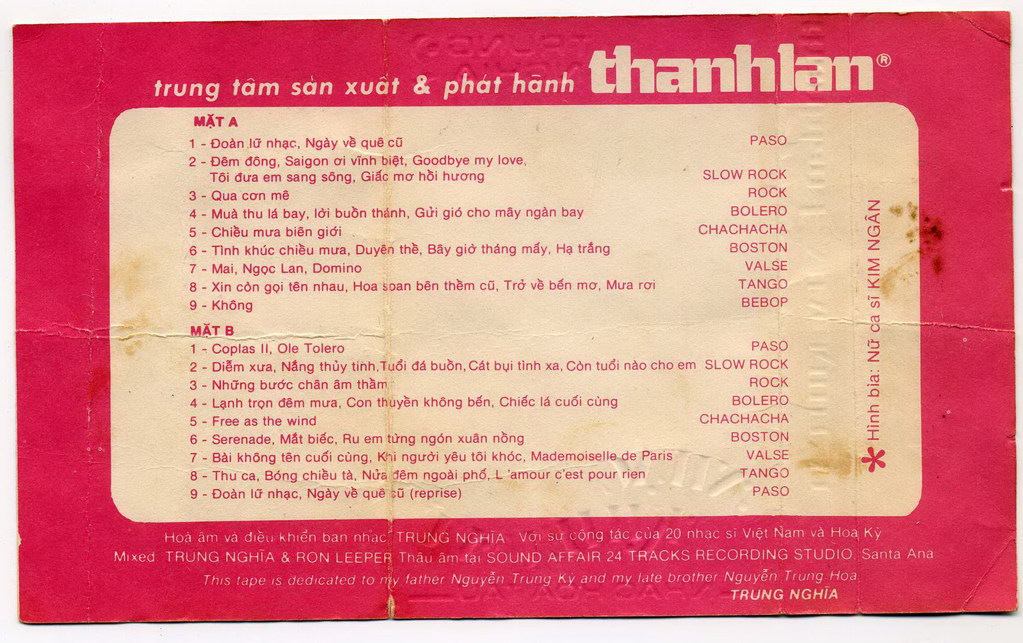 trung tâm sản xuất & phát hành thanhlan®
MẶT A
1 - Đoàn lữ nhạc, Ngày về quê cũ PASO
2 - Đêm đông, Saigon ơi vĩnh biệt, Goodbye my love,
Tôi đưa em sang sông, Giấc mơ hồi hương SLOW ROCK
3 - Qua cơn mê ROCK
4 - Muà thu lá bay, lời buồn thánh, Gửi gió cho mây ngàn bay BOLERO
5 - Chiều mưa biên giới CHACHACHA
6 - Tình khúc chiều mưa, Duyên thề, Bây giờ tháng mấy, Hạ trắng BOSTON
7 - Mai, Ngọc Lan, Domino VALSE
8 - Xin còn gọi tên nhau, Hoa soan bên thềm cũ, Trở về bến mơ, Mưa rơi TANGO
9 - Không BEBOP
MẶT B
1 - Coplas II, Ole Tolero PASO
2 - Diễm xưa, Nắng thủy tinh, Tuổi đá buồn, Cát bụi tình xa, Còn tuổi nào cho em SLOW ROCK
3 - Những bước chân âm thầm ROCK
4 - Lạnh trọn đêm mưa, Con thuyền không bến, Chiếc lá cuối cùng BOLERO
5 - Free as the wind CHACHACHA
6 - Serenade, Mắt biếc, Ru em từng ngón xuân nồng BOSTON
7 - Bài không tên cuối cùng, Khi người yêu tôi khóc, Mademoiselle de Paris VALSE
8 - Thu ca, Bóng chiều tà, Nửa đêm ngoài phố, L 'amour c'est pour rien TANGO
9 - Đoàn lữ nhạc, Ngày về quê cũ (reprise) PASO
* Hình bìa: Nữ ca sĩ KIM NGÂN
Hoà âm và điều khiển ban nhạc TRUNG NGHĨA Với sự cộng tác của 20 nhạc sĩ Việt Nam và Hoa Kỳ
Mixed TRUNG NGHĨA & RON LEEPER Thâu âm tại SOUND AFFAIR 24 TRACKS RECORDING STUDIO, Santa Ana
This tape is dedicated to my father Nguyễn Trung Kỳ and my late brother Nguyễn Trung Hoa
TRUNG NGHĨA